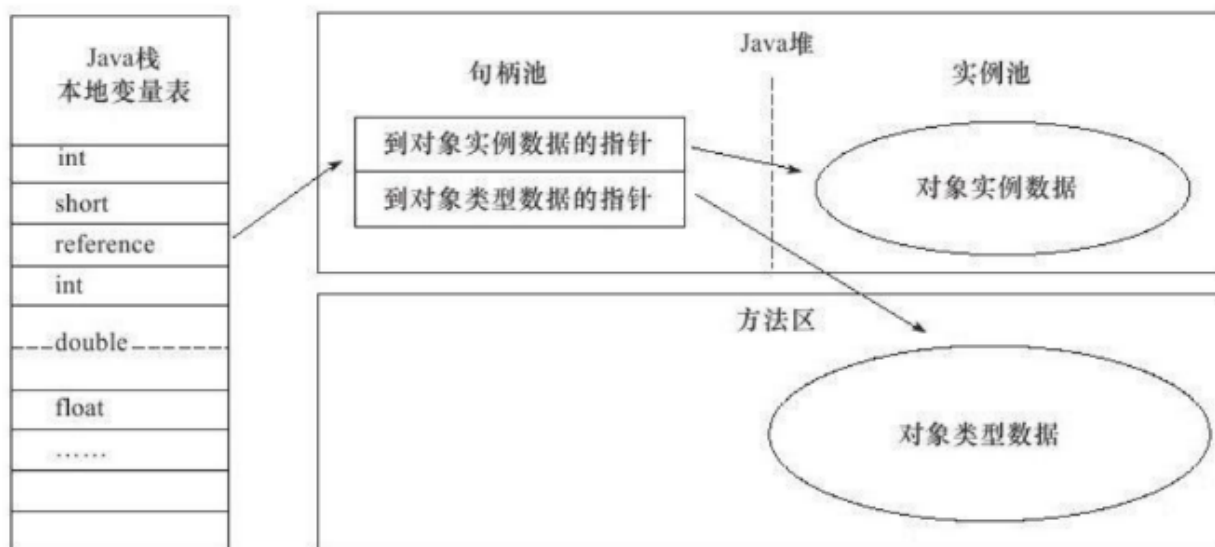 Java栈
本地变量表
int
short
reference
int
double
float
……
Java堆
句柄池
实例池
到对象实例数据的指针
到对象类型数据的指针
对象实例数据
方法区
对象类型数据